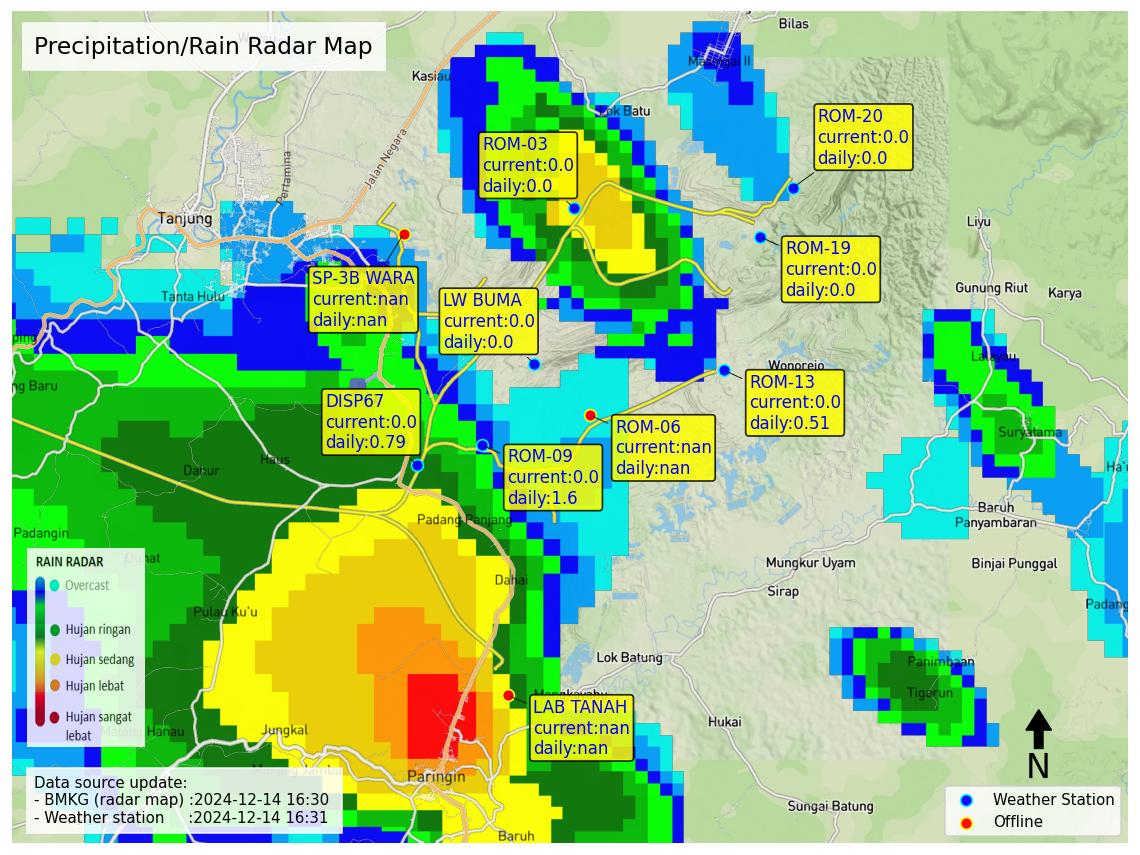 Precipitation/Rain Radar Map
Bilas
Kasiau
Lok Batu
Jalan Negara
Pertamina
ROM-20
current:0.0
daily:0.0
ROM-03
current:0.0
daily:0.0
Tanjung
Liyu
ROM-19
current:0.0
daily:0.0
SP-3B WARA
current:nan
daily:nan
Tanta Hulu
LW BUMA
current:0.0
daily:0.0
Gunung Riut
Karya
Lalayau
Wonorejo
ng Baru
ROM-13
current:0.0
daily:0.51
DISP67
current:0.0
daily:0.79
ROM-06
current:nan
daily:nan
Suryatama
ROM-09
current:0.0
daily:1.6
Haus
Dahur
Ha'u
Baruh
Panyambaran
Padang Panjang
Padangin
Mungkur Uyam
Binjai Punggal
Dahai
Sirap
Padang
Pulau Ku'u
RAIN RADAR
Overcast
Hujan ringan
Hujan sedang
Hujan lebat
Hujan sangat
lebat
Lok Batung
Panimbaan
Tigarun
LAB TANAH
current:nan
daily:nan
Jungkal
Hukai
N
Paringin
Data source update:
- BMKG (radar map) :2024-12-14 16:30
- Weather station :2024-12-14 16:31
Sungai Batung
Baruh
Weather Station
Offline